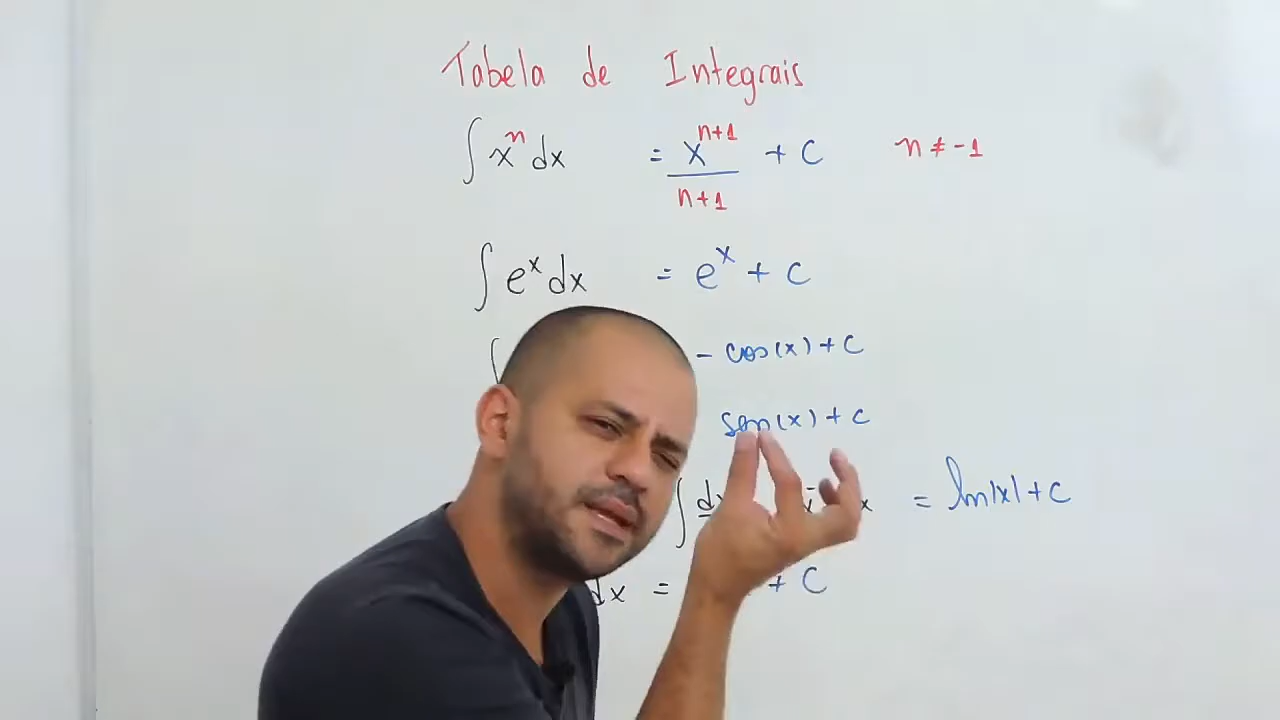 Tabela de Integrais
∫ xⁿ dx = xⁿ⁺¹/n+1 + C n ≠ -1
∫ eˣ dx = eˣ + C
∫ - cos(x) + C
sen(x) + C
∫ d x = ln|x| + C
dx = + C